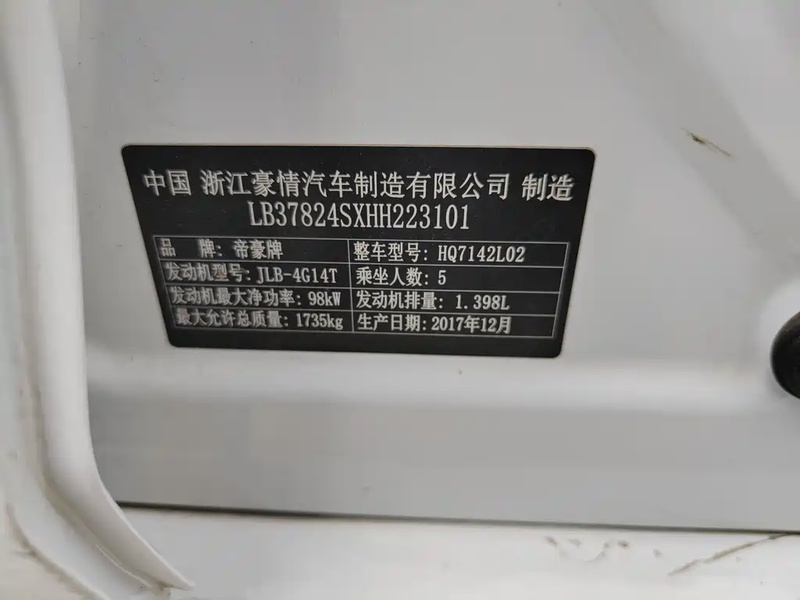 中国 浙江豪情汽车制造有限公司 制造
LB37824SXHH223101
品 牌: 帝豪牌 整车型号: HQ7142L02
发动机型号: JLB-4G14T 乘坐人数: 5
发动机最大净功率: 98kW 发动机排量: 1.398L
最大允许总质量: 1735kg 生产日期: 2017年12月